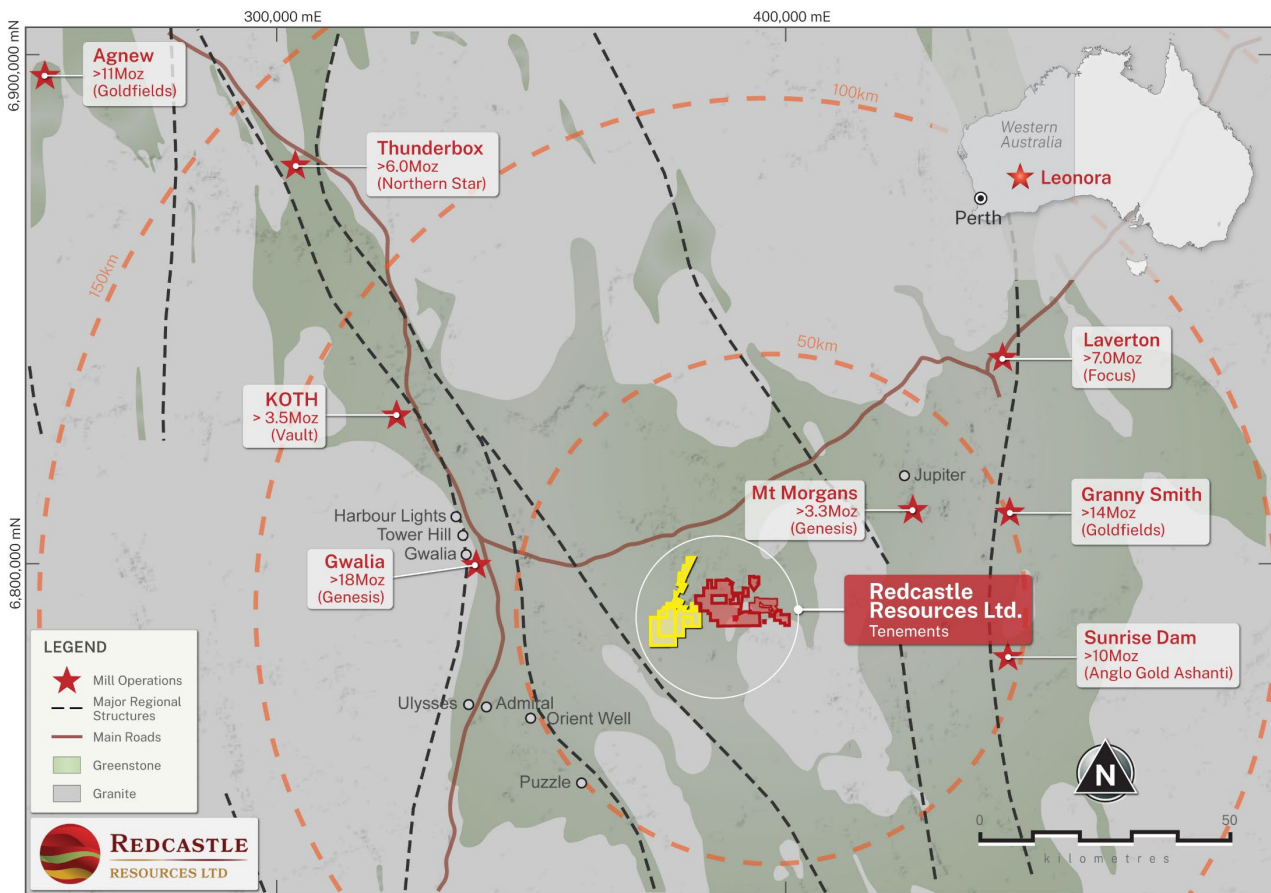 300,000 mE
400,000 mE
6,900,000 mN
6,800,000 mN
Agnew
>11Moz
(Goldfields)
Thunderbox
>6.0Moz
(Northern Star)
100km
150km
50km
Western
Australia
Leonora
Perth
Laverton
>7.0Moz
(Focus)
KOTH
> 3.5Moz
(Vault)
Jupiter
Mt Morgans
>3.3Moz
(Genesis)
Granny Smith
>14Moz
(Goldfields)
Harbour Lights
Tower Hill
Gwalia
Gwalia
>18Moz
(Genesis)
Redcastle
Resources Ltd.
Tenements
Sunrise Dam
>10Moz
(Anglo Gold Ashanti)
Ulysses
Admiral
Orient Well
Puzzle
LEGEND
Mill Operations
Major Regional
Structures
Main Roads
Greenstone
Granite
REDCASTLE
RESOURCES LTD
N
0
50
kilometres